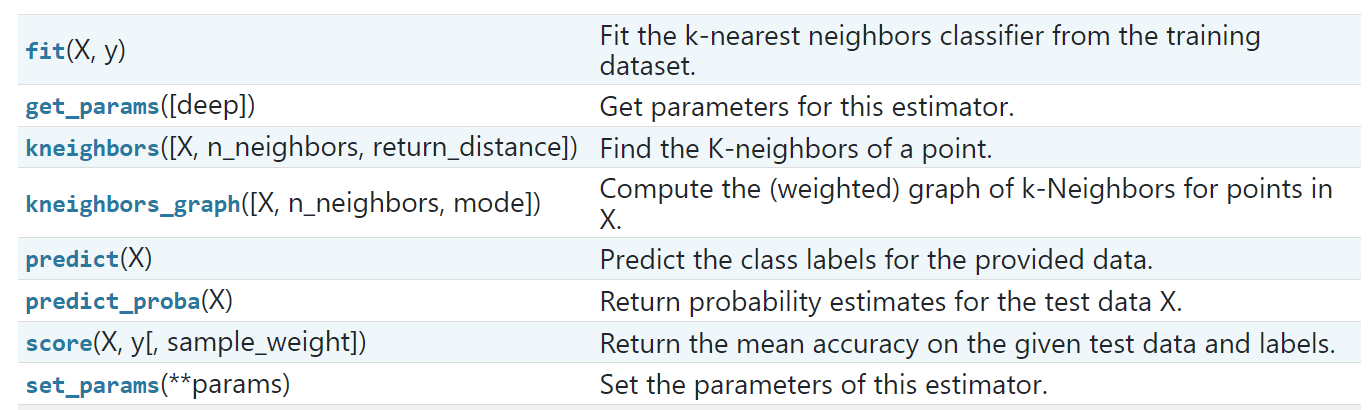 fit(X, y) Fit the k-nearest neighbors classifier from the training
dataset.
get_params([deep]) Get parameters for this estimator.
kneighbors([X, n_neighbors, return_distance]) Find the K-neighbors of a point.
kneighbors_graph([X, n_neighbors, mode]) Compute the (weighted) graph of k-Neighbors for points in
X.
predict(X) Predict the class labels for the provided data.
predict_proba(X) Return probability estimates for the test data X.
score(X, y[, sample_weight]) Return the mean accuracy on the given test data and labels.
set_params(**params) Set the parameters of this estimator.